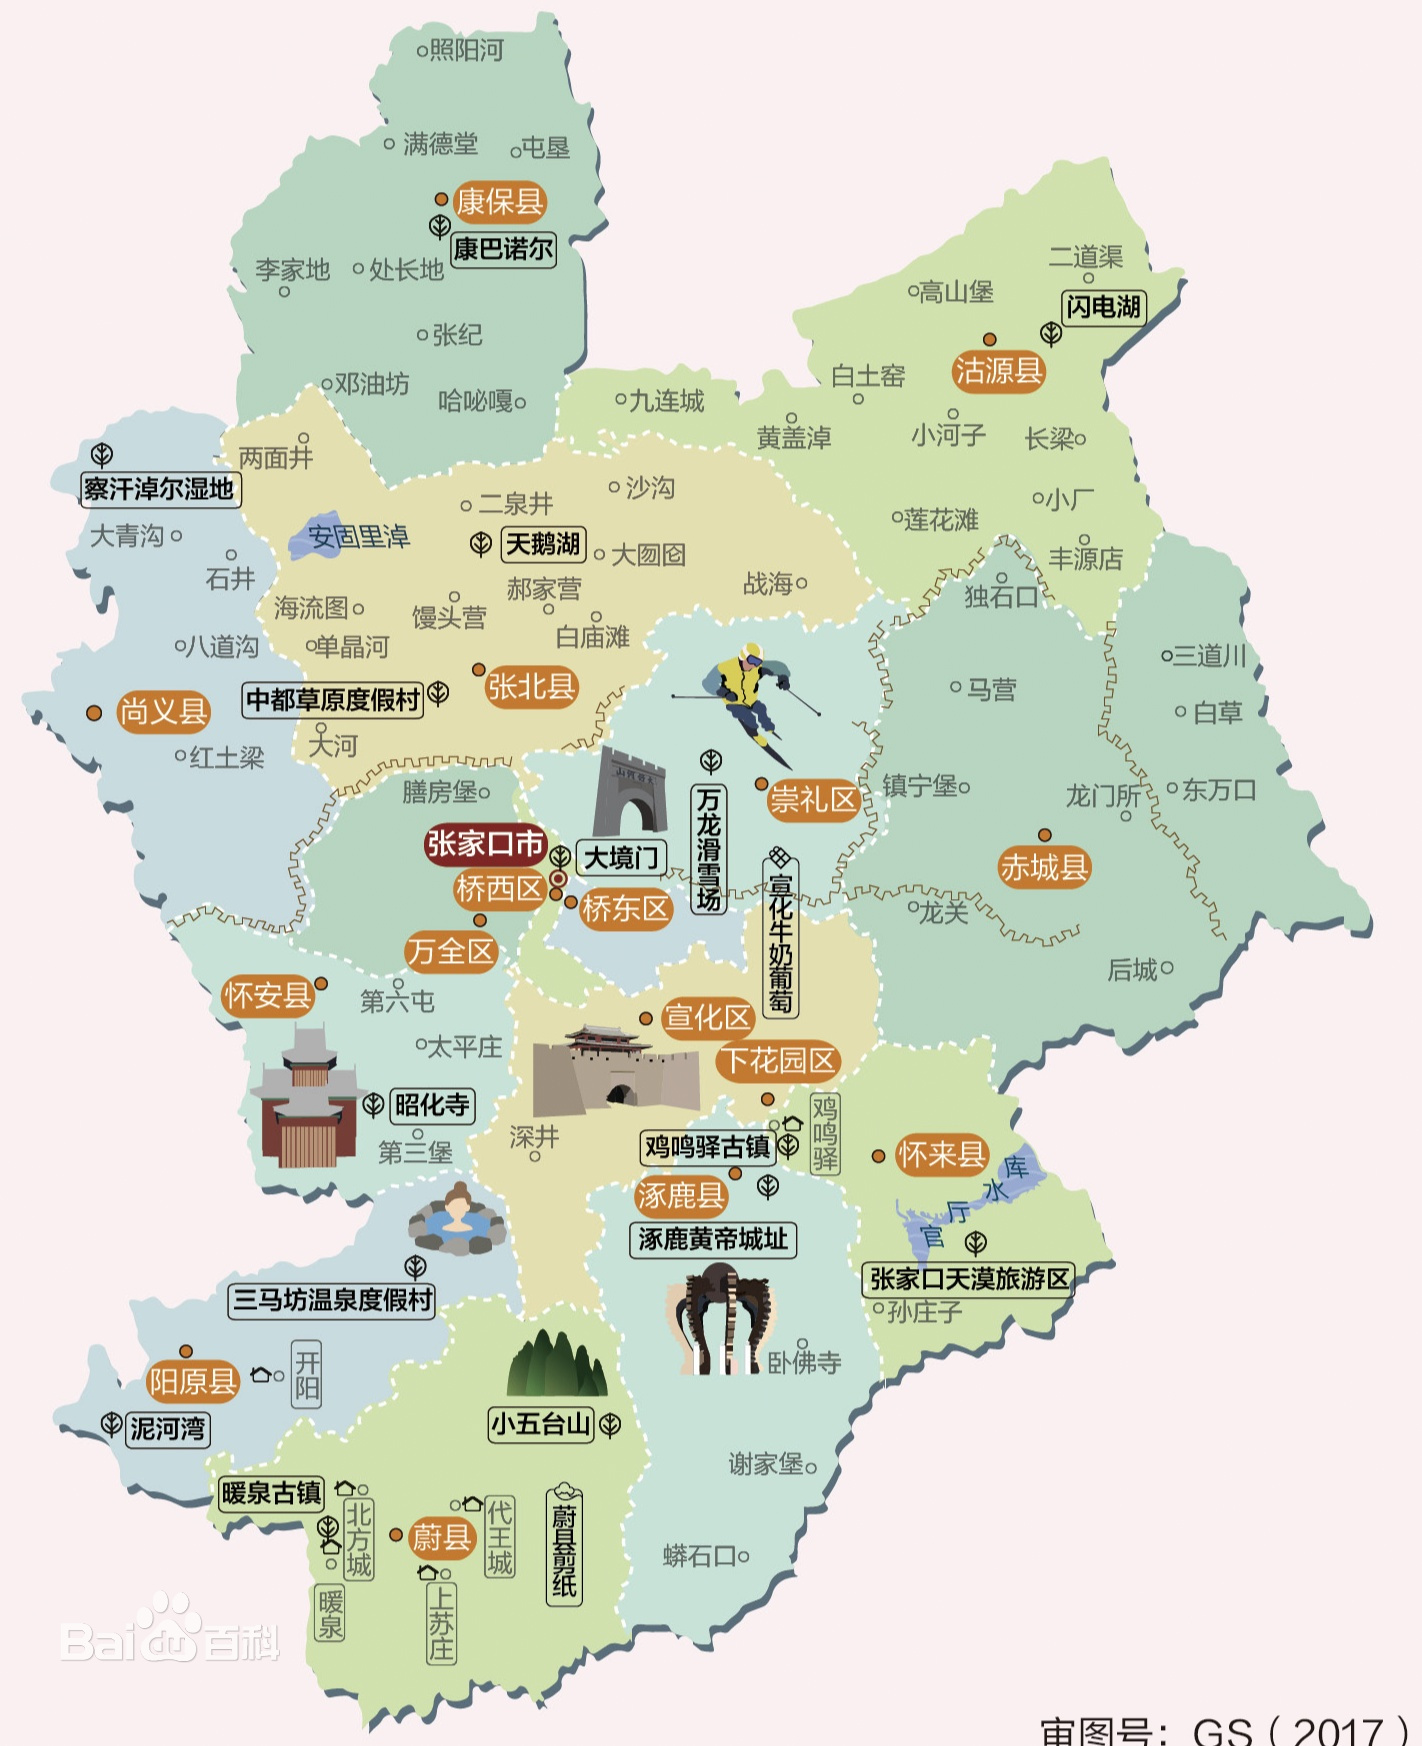 照阳河
满德堂
屯垦
康保县
康巴诺尔
李家地
处长地
张纪
邓油坊
哈咇嘎
二道渠
高山堡
闪电湖
沽源县
白土窑
九连城
黄盖淖
小河子
长梁
小厂
莲花滩
丰源店
两面井
察汗淖尔湿地
大青沟
石井
八道沟
尚义县
红土梁
沙沟
二泉井
安固里淖
天鹅湖
大囫囵
郝家营
战海
海流图
馒头营
白庙滩
单晶河
张北县
中都草原度假村
大河
独石口
三道川
马营
白草
镇宁堡
龙门所
东万口
赤城县
龙关
后城
膳房堡
张家口市
大境门
万龙滑雪场
崇礼区
桥西区
桥东区
宣化牛奶葡萄
万全区
怀安县
第六屯
太平庄
宣化区
下花园区
昭化寺
第三堡
深井
鸡鸣驿古镇
鸡鸣驿
怀来县
涿鹿县
涿鹿黄帝城址
官厅水库
张家口天漠旅游区
孙庄子
三马坊温泉度假村
阳原县
开阳
泥河湾
卧佛寺
小五台山
谢家堡
暖泉古镇
北方城
蔚县
代王城
蔚县剪纸
蟒石口
暖泉
上苏庄
Bai du 百科
审图号：GS（2017）